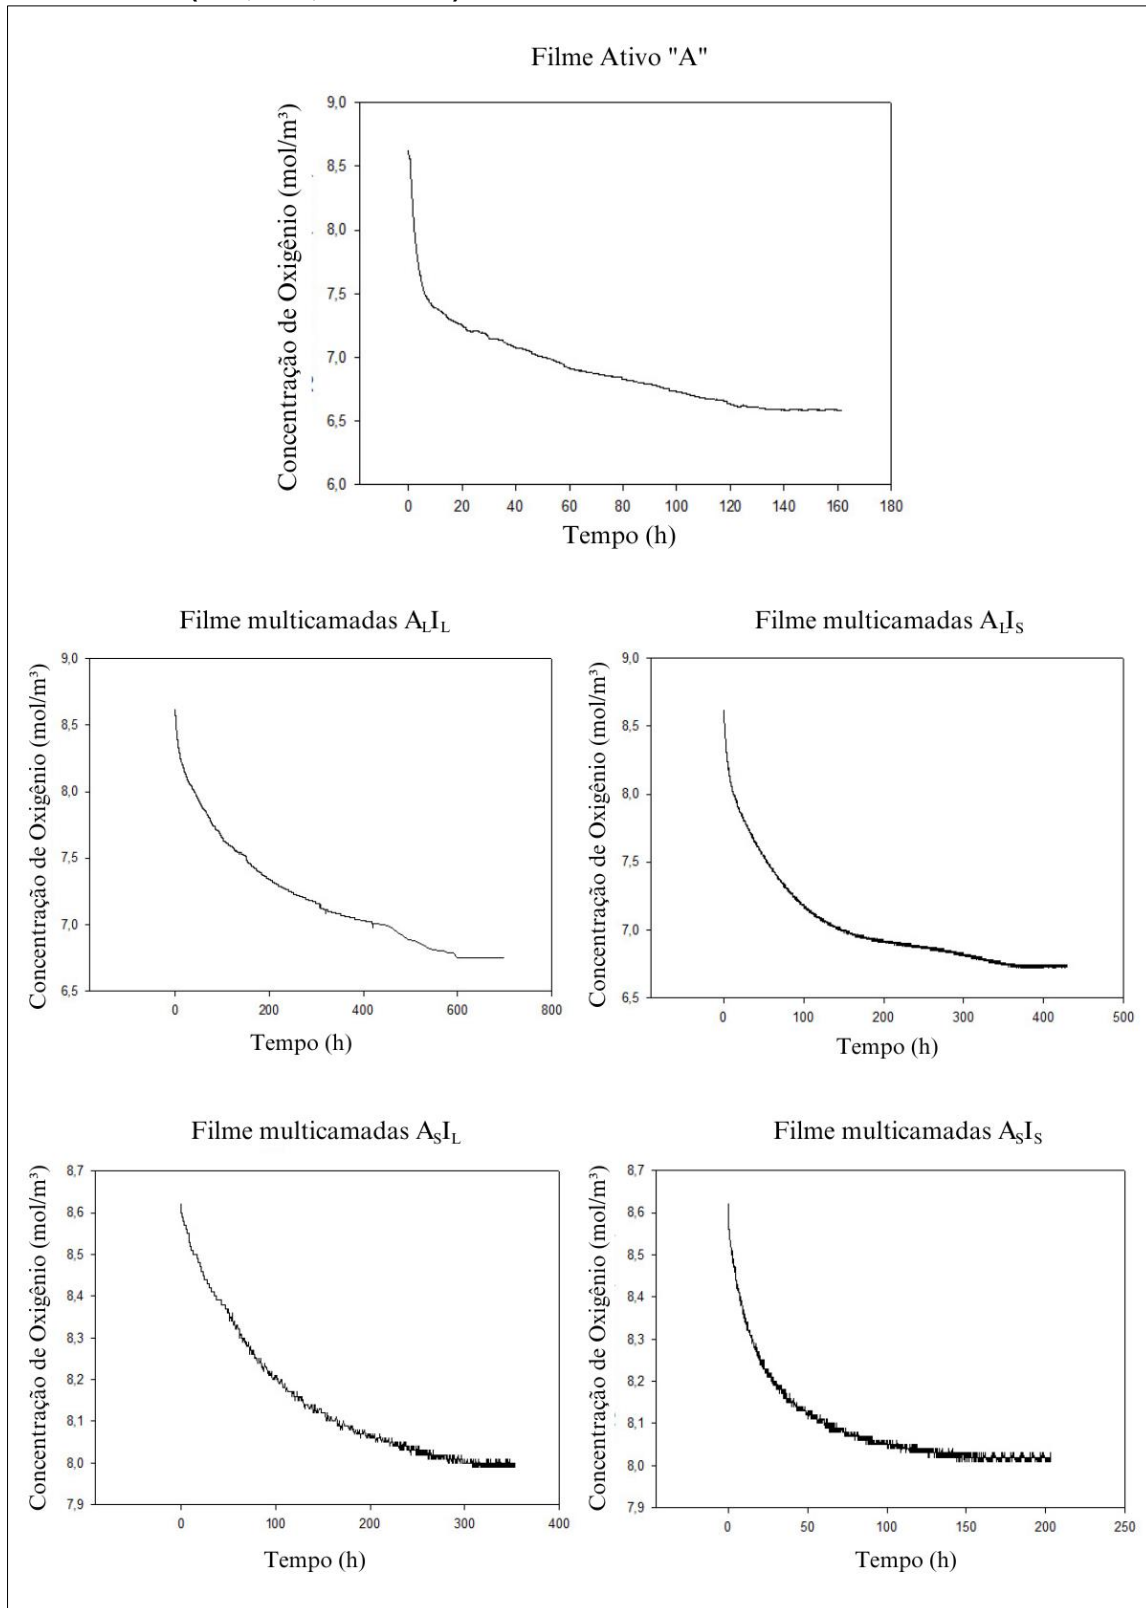 Filme Ativo "A"
Concentração de Oxigênio (mol/m³)
9,0
8,5
8,0
7,5
7,0
6,5
6,0
0 20 40 60 80 100 120 140 160 180
Tempo (h)
Filme multicamadas ALIL
Concentração de Oxigênio (mol/m³)
9,0
8,5
8,0
7,5
7,0
6,5
0 200 400 600 800
Tempo (h)
Filme multicamadas ALIS
Concentração de Oxigênio (mol/m³)
9,0
8,5
8,0
7,5
7,0
6,5
0 100 200 300 400 500
Tempo (h)
Filme multicamadas ASIL
Concentração de Oxigênio (mol/m³)
8,7
8,6
8,5
8,4
8,3
8,2
8,1
8,0
7,9
0 100 200 300 400
Tempo (h)
Filme multicamadas ASIS
Concentração de Oxigênio (mol/m³)
8,7
8,6
8,5
8,4
8,3
8,2
8,1
8,0
7,9
0 50 100 150 200 250
Tempo (h)